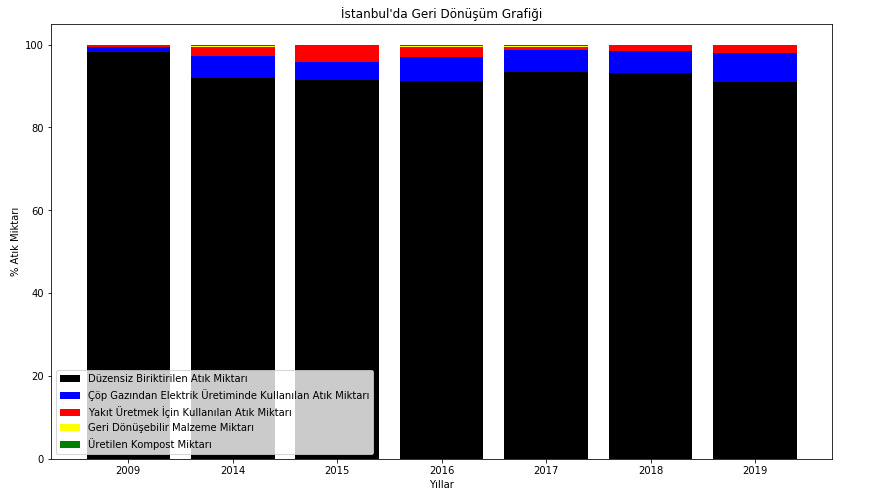 İstanbul'da Geri Dönüşüm Grafiği
100
80
60
40
20
0
% Atık Miktarı
Düzensiz Biriktirilen Atık Miktarı
Çöp Gazından Elektrik Üretiminde Kullanılan Atık Miktarı
Yakıt Üretmek İçin Kullanılan Atık Miktarı
Geri Dönüşebilir Malzeme Miktarı
Üretilen Kompost Miktarı
2009 2014 2015 2016 2017 2018 2019
Yıllar